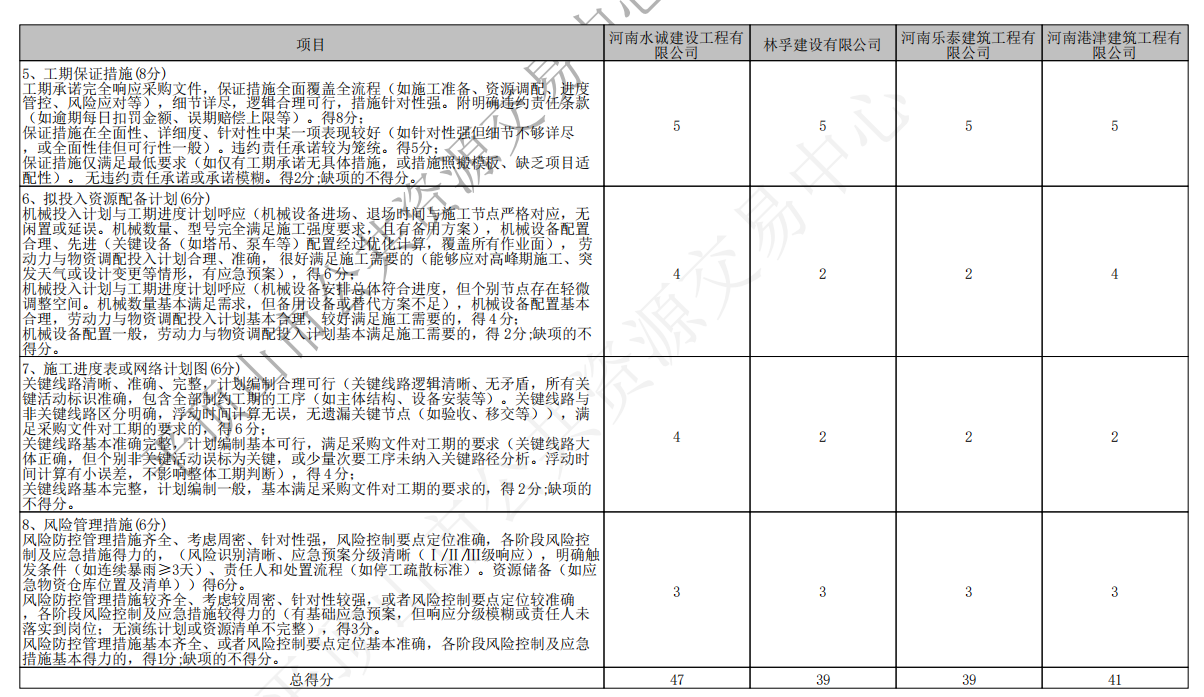 项目
河南水诚建设工程有限公司
林孚建设有限公司
河南乐泰建筑工程有限公司
河南港津建筑工程有限公司
5、工期保证措施(8分)
工期承诺完全响应采购文件，保证措施全面覆盖全流程（如施工准备、资源调配、进度
管控、风险应对等），细节详尽，逻辑合理可行，措施针对性强。附明确违约责任条款
（如逾期每日扣罚金额、误期赔偿上限等）。得8分；
保证措施在全面性、详细度、针对性中某一项表现较好（如针对性强但细节不够详尽
，或全面性佳但可行性一般）。违约责任承诺较为笼统。得5分；
保证措施仅满足最低要求（如仅有工期承诺无具体措施，或措施照搬模板、缺乏项目适
配性）。 无违约责任承诺或承诺模糊。得2分;缺项的不得分。
5
5
5
5
6、拟投入资源配备计划(6分)
机械投入计划与工期进度计划呼应（机械设备进场、退场时间与施工节点严格对应，无
闲置或延误。机械数量、型号完全满足施工强度要求，且有备用方案），机械设备配置
合理、先进（关键设备（如塔吊、泵车等）配置经过优化计算，覆盖所有作业面），劳
动力与物资调配投入计划合理、准确，很好满足施工需要的（能够应对高峰期施工、突
发天气或设计变更等情形，有应急预案），得６分；
机械投入计划与工期进度计划呼应（机械设备安排总体符合进度，但个别节点存在轻微
调整空间。机械数量基本满足需求，但备用设备或替代方案不足），机械设备配置基本
合理，劳动力与物资调配投入计划基本合理，较好满足施工需要的，得４分；
机械设备配置一般，劳动力与物资调配投入计划基本满足施工需要的，得２分;缺项的不
得分。
4
2
2
4
7、施工进度表或网络计划图(6分)
关键线路清晰、准确、完整，计划编制合理可行（关键线路逻辑清晰、无矛盾，所有关
键活动标识准确，包含全部制约工期的工序（如主体结构、设备安装等）。关键线路与
非关键线路区分明确，浮动时间计算无误，无遗漏关键节点（如验收、移交等）），满
足采购文件对工期的要求的，得６分；
关键线路基本准确完整，计划编制基本可行，满足采购文件对工期的要求（关键线路大
体正确，但个别非关键活动误标为关键，或少量次要工序未纳入关键路径分析。浮动时
间计算有小误差，不影响整体工期判断），得４分；
关键线路基本完整，计划编制一般，基本满足采购文件对工期的要求的，得２分;缺项的
不得分。
4
2
2
2
8、风险管理措施(6分)
风险防控管理措施齐全、考虑周密、针对性强，风险控制要点定位准确，各阶段风险控
制及应急措施得力的，（风险识别清晰、应急预案分级清晰（Ⅰ/Ⅱ/Ⅲ级响应），明确触
发条件（如连续暴雨≥3天）、责任人和处置流程（如停工疏散标准）。资源储备（如应
急物资仓库位置及清单））得6分。
风险防控管理措施较齐全、考虑较周密、针对性较强，或者风险控制要点定位较准确
，各阶段风险控制及应急措施较得力的（有基础应急预案，但响应分级模糊或责任人未
落实到岗位；无演练计划或资源清单不完整），得3分。
风险防控管理措施基本齐全、或者风险控制要点定位基本准确，各阶段风险控制及应急
措施基本得力的，得1分;缺项的不得分。
3
3
3
3
总得分
47
39
39
41
平顶山市公共资源交易中心
平顶山市公共资源交易中心